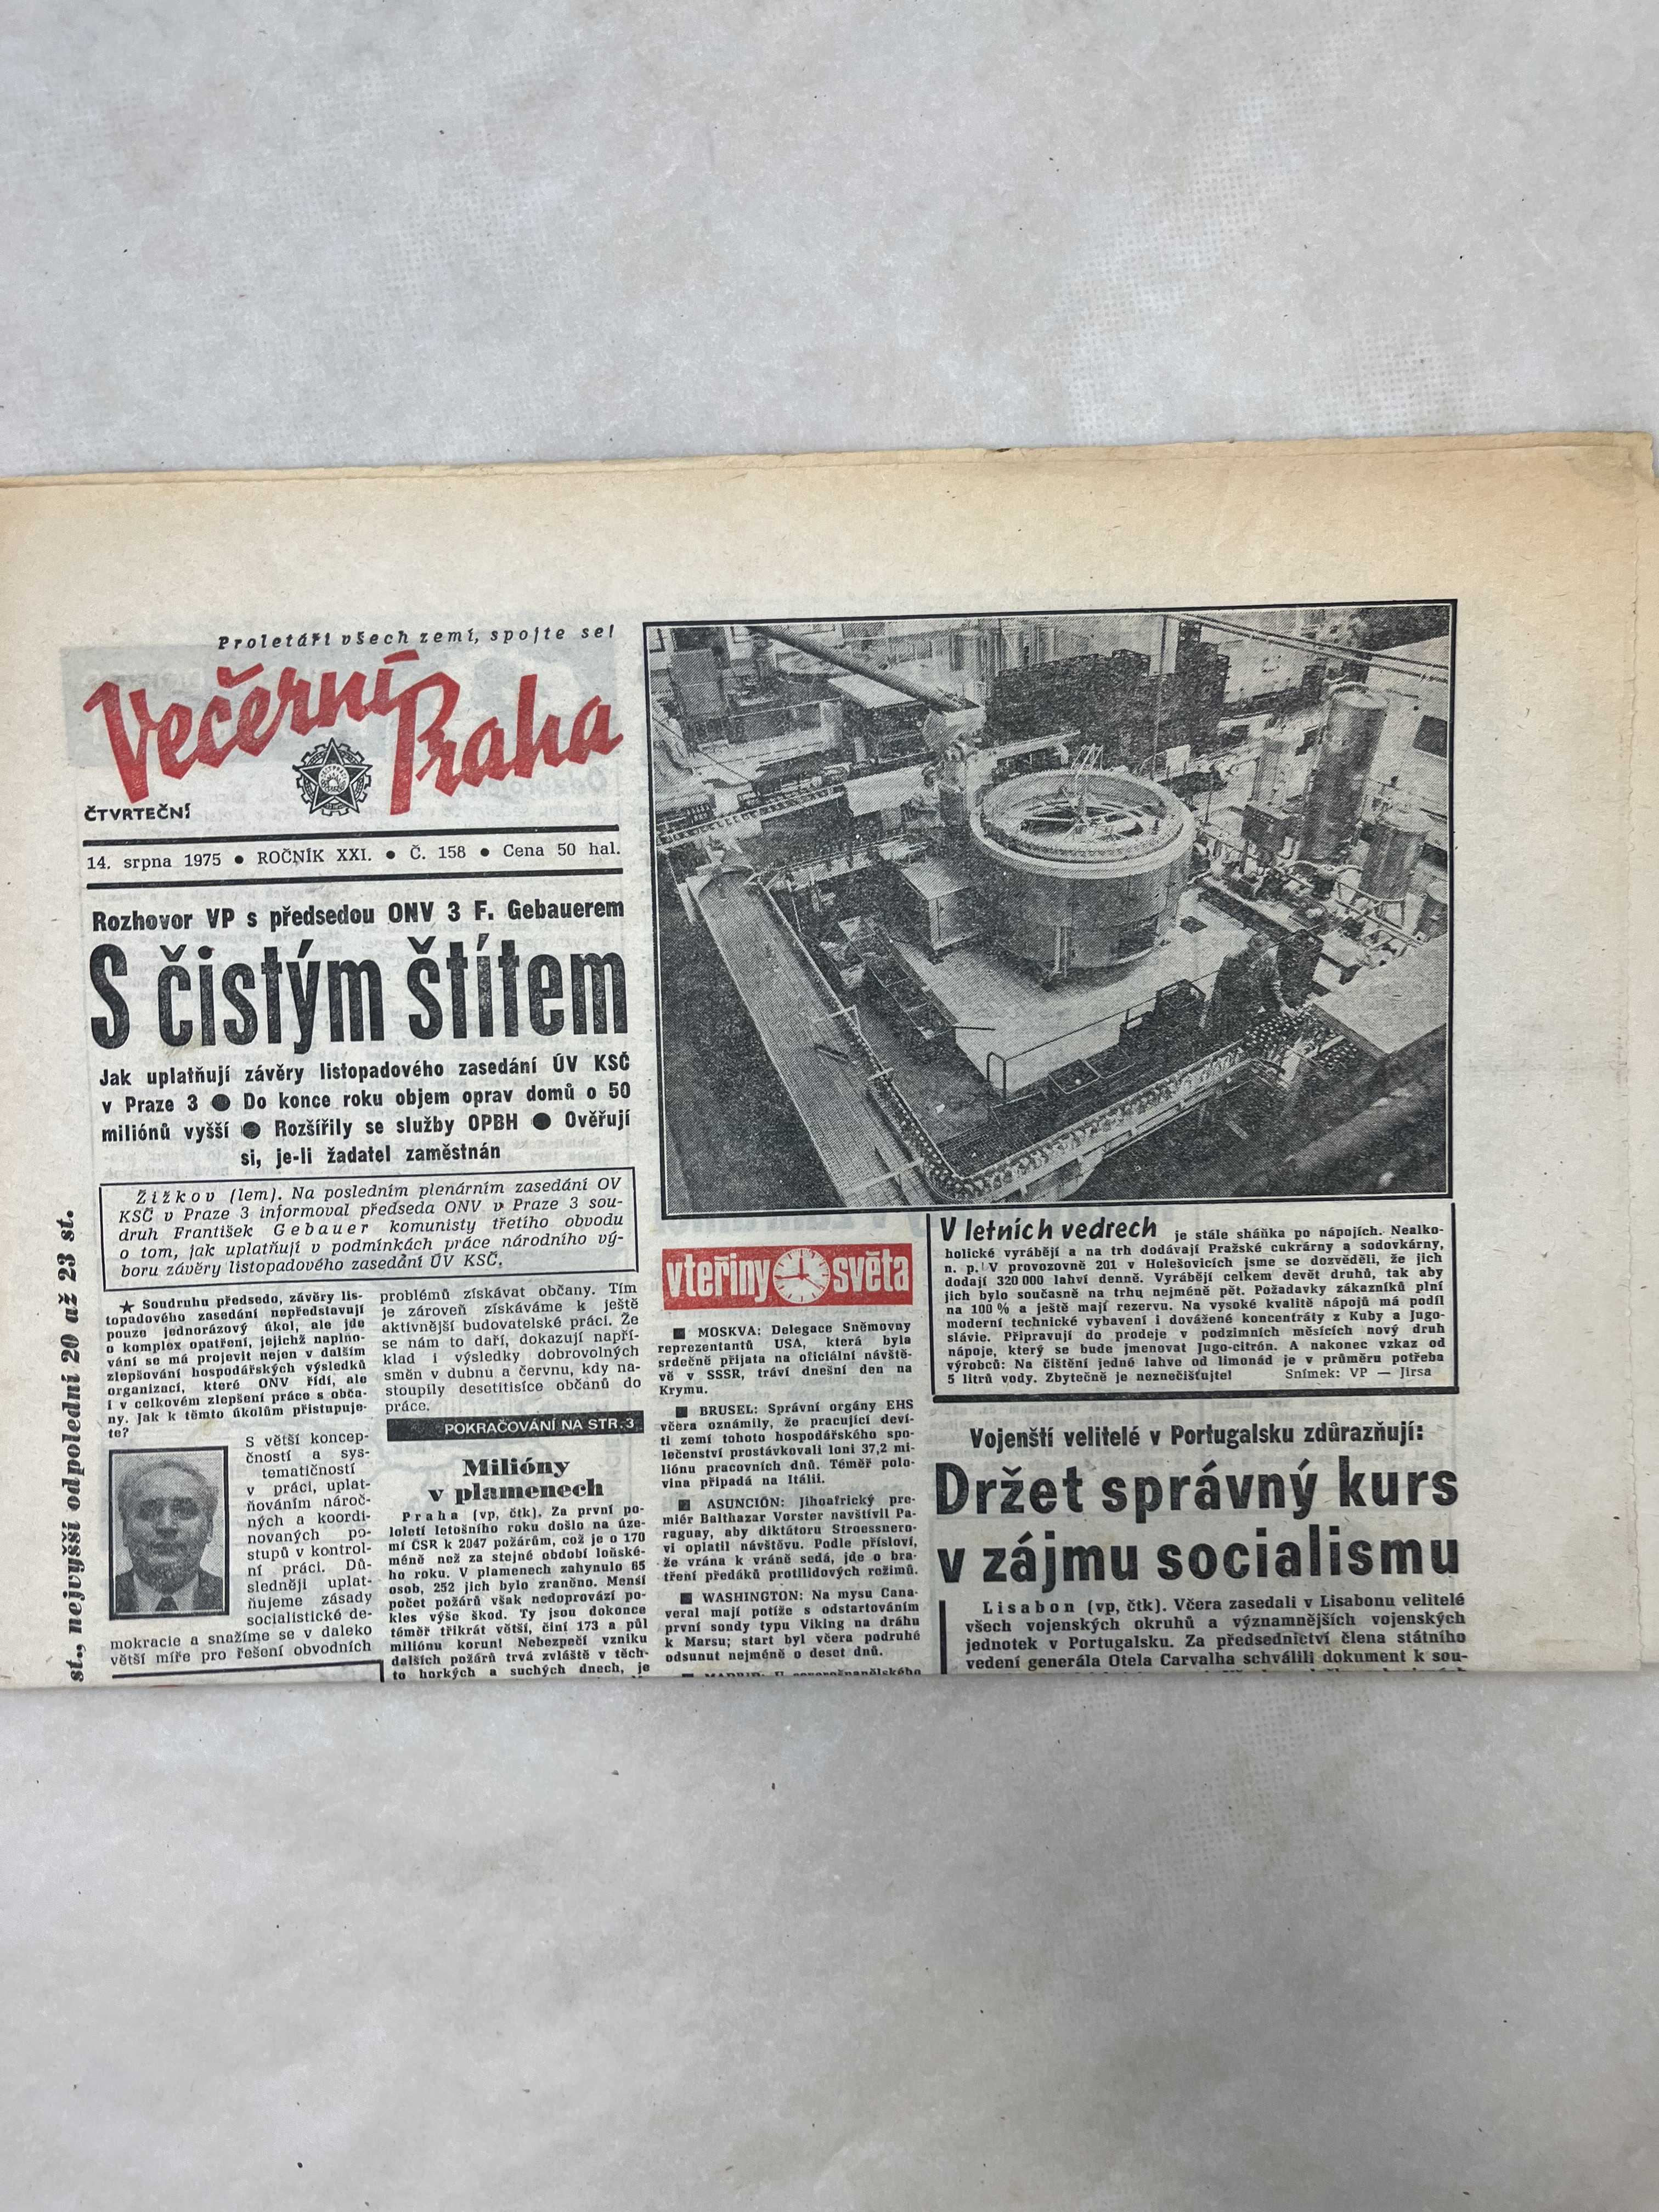 Proletáři všech zemí, spojte se!
Večerní
Praha
ČTVRTEČNÍ
14. srpna 1975 ● ROČNÍK XXI. ● Č. 158 ● Cena 50 hal.
Rozhovor VP s předsedou ONV 3 F. Gebauerem
S čistým štítem
Jak uplatňují závěry listopadového zasedání ÚV KSČ
v Praze 3 ● Do konce roku objem oprav domů o 50
miliónů vyšší ● Rozšířily se služby OPBH ● Ověřují
si, je-li žadatel zaměstnán
Žižkov (lem). Na posledním plenárním zasedání OV
KSČ v Praze 3 informoval předseda ONV v Praze 3 sou-
druh František Gebauer komunisty třetího obvodu
o tom, jak uplatňují v podmínkách práce národního vý-
boru závěry listopadového zasedání ÚV KSČ.
st., nejvyšší odpolední 20 až 23 st.
★ Soudruhu předsedo, závěry lis-
topadového zasedání nepředstavují
pouze jednorázový úkol, ale jde
o komplex opatření, jejichž naplňo-
vání se má projevit nejen v dalším
zlepšování hospodářských výsledků
organizací, které ONV řídí, ale
i v celkovém zlepšení práce s obča-
ny. Jak k těmto úkolům přistupuje-
te?
S větší koncep-
čností a sys-
tematičností
v práci, uplat-
ňováním nároč-
ných a koordi-
novaných po-
stupů v kontrol-
ní práci. Dů-
sledněji uplat-
ňujeme zásady
socialistické de-
mokracie a snažíme se v daleko
větší míře pro řešení obvodních
problémů získávat občany. Tím
je zároveň získáváme k ještě
aktivnější budovatelské práci. Že
se nám to daří, dokazují napří-
klad i výsledky dobrovolných
směn v dubnu a červnu, kdy na-
stoupily desetitisíce občanů do
práce.
POKRAČOVÁNÍ NA STR. 3
Milióny
v plamenech
Praha (vp, čtk). Za první po-
loletí letošního roku došlo na úze-
mí ČSR k 2047 požárům, což je o 170
méně než za stejné období loňské-
ho roku. V plamenech zahynulo 65
osob, 252 jich bylo zraněno. Menší
počet požárů však nedoprovází po-
kles výše škod. Ty jsou dokonce
téměř třikrát větší, činí 173 a půl
miliónu korun! Nebezpečí vzniku
dalších požárů trvá zvláště v těch-
to horkých a suchých dnech, je
vteřiny světa
■ MOSKVA: Delegace Sněmovny
reprezentantů USA, která byla
srdečně přijata na oficiální návště-
vě v SSSR, tráví dnešní den na
Krymu.
■ BRUSEL: Správní orgány EHS
včera oznámily, že pracující deví-
ti zemí tohoto hospodářského spo-
lečenství prostávkovali loni 37,2 mi-
liónu pracovních dnů. Téměř polo-
vina připadá na Itálii.
■ ASUNCIÓN: Jihoafrický pre-
miér Balthazar Vorster navštívil Pa-
raguay, aby diktátoru Stroessnero-
vi oplatil návštěvu. Podle přísloví,
že vrána k vráně sedá, jde o bra-
tření předáků protilidových režimů.
■ WASHINGTON: Na mysu Cana-
veral mají potíže s odstartováním
první sondy typu Viking na dráhu
k Marsu; start byl včera podruhé
odsunut nejméně o deset dnů.
■ MADRID:
V letních vedrech je stále sháňka po nápojích. Nealko-
holické vyrábějí a na trh dodávají Pražské cukrárny a sodovkárny,
n. p. V provozovně 201 v Holešovicích jsme se dozvěděli, že jich
dodají 320 000 lahví denně. Vyrábějí celkem devět druhů, tak aby
jich bylo současně na trhu nejméně pět. Požadavky zákazníků plní
na 100 % a ještě mají rezervu. Na vysoké kvalitě nápojů má podíl
moderní technické vybavení i dovážené koncentráty z Kuby a Jugo-
slávie. Připravují do prodeje v podzimních měsících nový druh
nápoje, který se bude jmenovat Jugo-citrón. A nakonec vzkaz od
výrobců: Na čištění jedné lahve od limonád je v průměru potřeba
5 litrů vody. Zbytečně je neznečišťujte! Snímek: VP — Jirsa
Vojenští velitelé v Portugalsku zdůrazňují:
Držet správný kurs
v zájmu socialismu
Lisabon (vp, čtk). Včera zasedali v Lisabonu velitelé
všech vojenských okruhů a významnějších vojenských
jednotek v Portugalsku. Za předsednictví člena státního
vedení generála Otela Carvalha schválili dokument k sou-